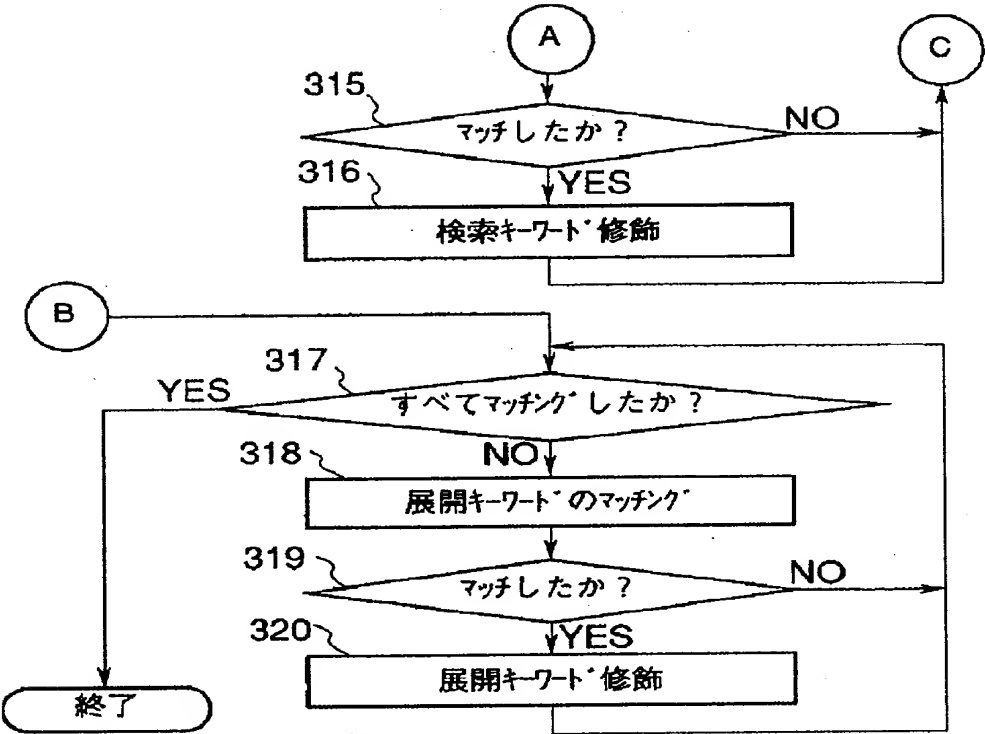 A
C
315
マッチしたか?
NO
316
YES
検索キーワード修飾
B
317
YES
すべてマッチングしたか?
318
NO
展開キーワードのマッチング
319
マッチしたか?
NO
320
YES
展開キーワード修飾
終了